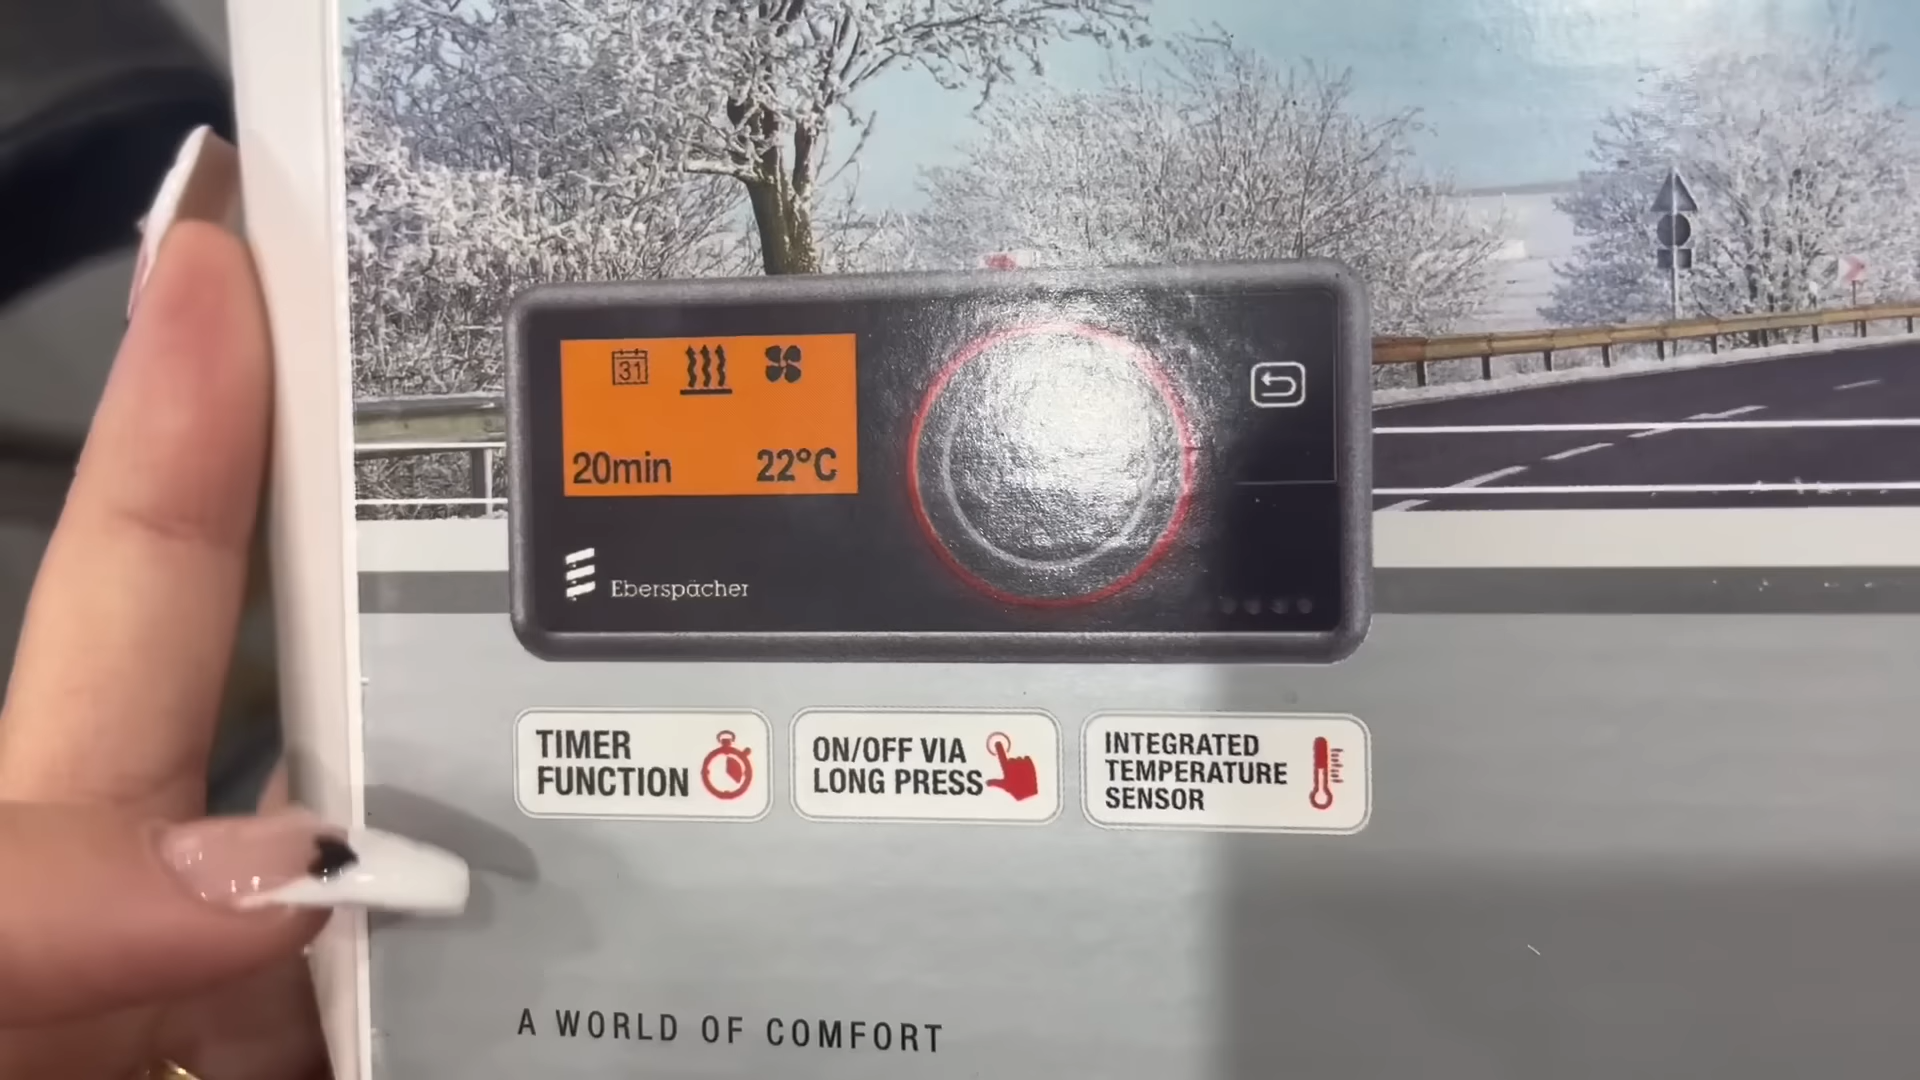 31
20min 22°C
Eberspächer
TIMER
FUNCTION
ON/OFF VIA
LONG PRESS
INTEGRATED
TEMPERATURE
SENSOR
A WORLD OF COMFORT